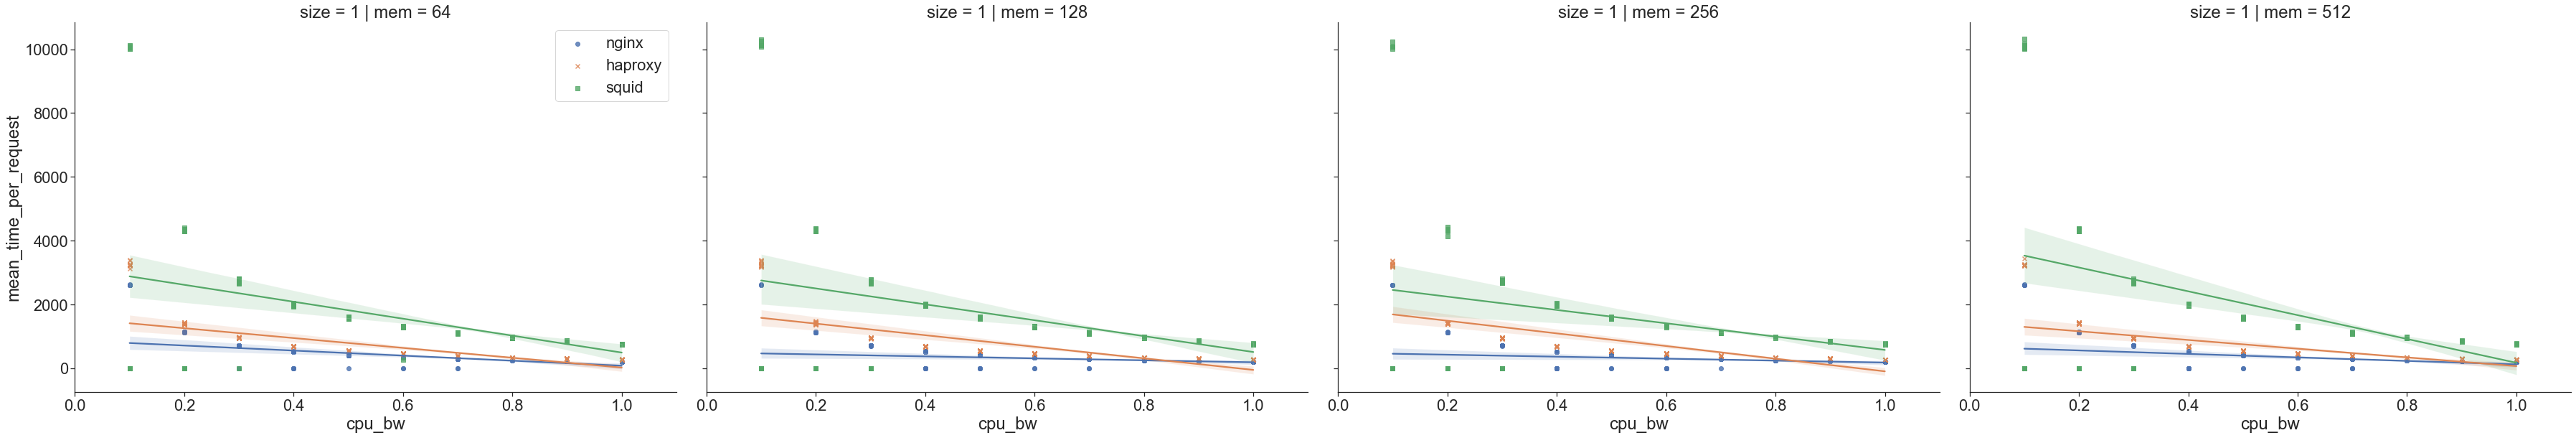 size = 1 | mem = 64
size = 1 | mem = 128
size = 1 | mem = 256
size = 1 | mem = 512
nginx
haproxy
squid
mean_time_per_request
10000
8000
6000
4000
2000
0
0.0 0.2 0.4 0.6 0.8 1.0
0.0 0.2 0.4 0.6 0.8 1.0
0.0 0.2 0.4 0.6 0.8 1.0
0.0 0.2 0.4 0.6 0.8 1.0
cpu_bw
cpu_bw
cpu_bw
cpu_bw